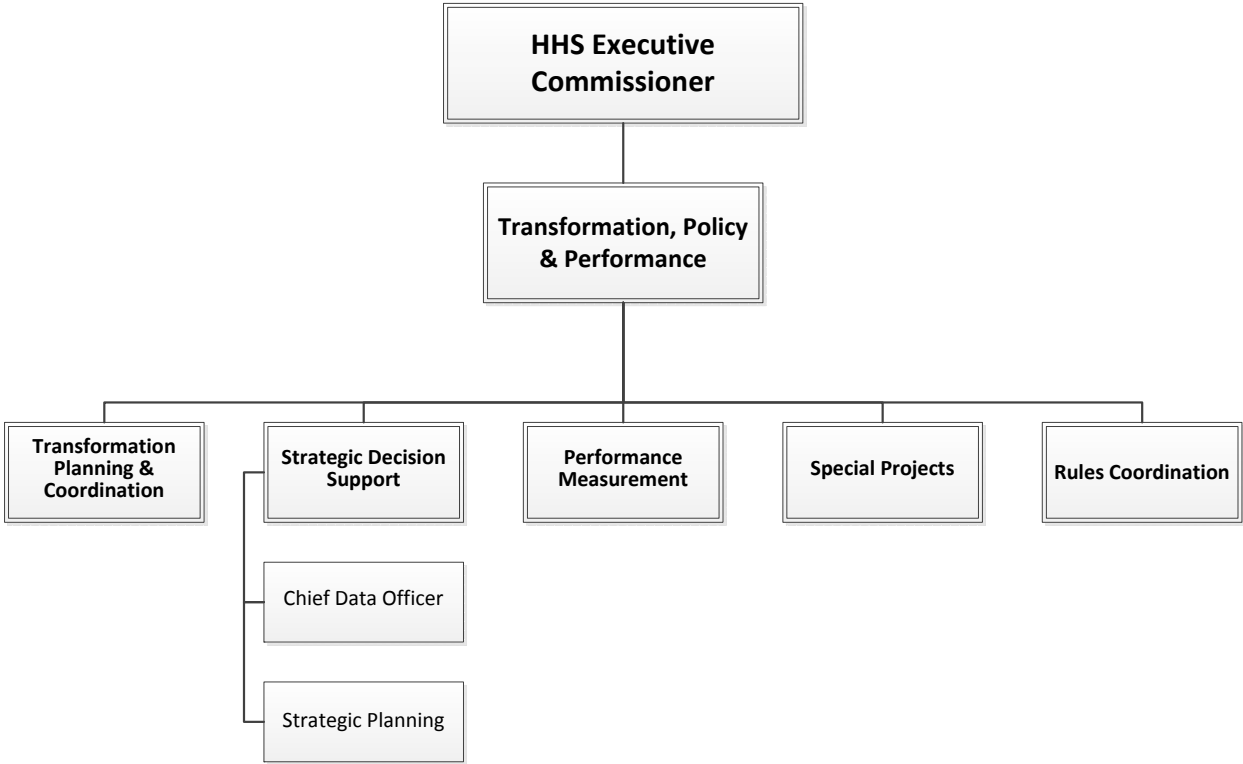 HHS Executive
Commissioner
Transformation, Policy
& Performance
Transformation
Planning &
Coordination
Strategic Decision
Support
Performance
Measurement
Special Projects
Rules Coordination
Chief Data Officer
Strategic Planning